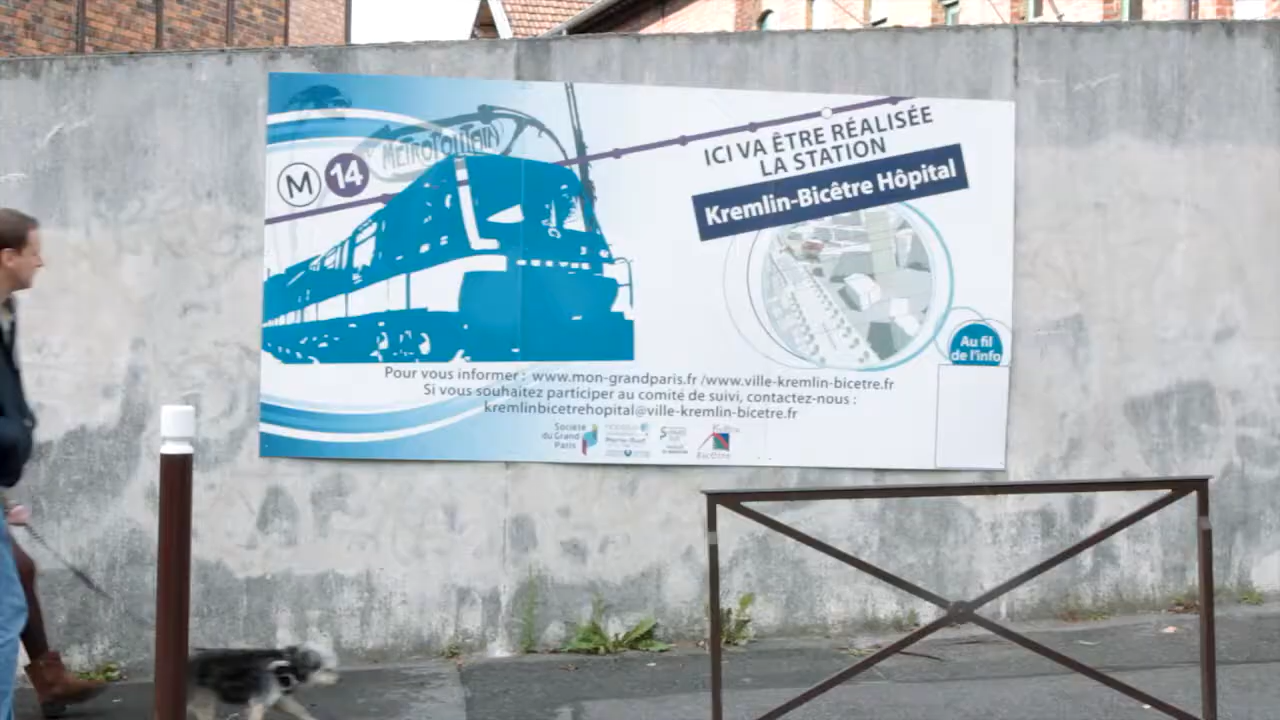 METROPOLITAIN
M 14
ICI VA ÊTRE RÉALISÉE
LA STATION
Kremlin-Bicêtre Hôpital
Au fil
de l'info
Pour vous informer : www.mon-grandparis.fr /www.ville-kremlin-bicetre.fr
Si vous souhaitez participer au comité de suivi, contactez-nous :
kremlinbicetrehopital@ville-kremlin-bicetre.fr
Société
du Grand
Paris